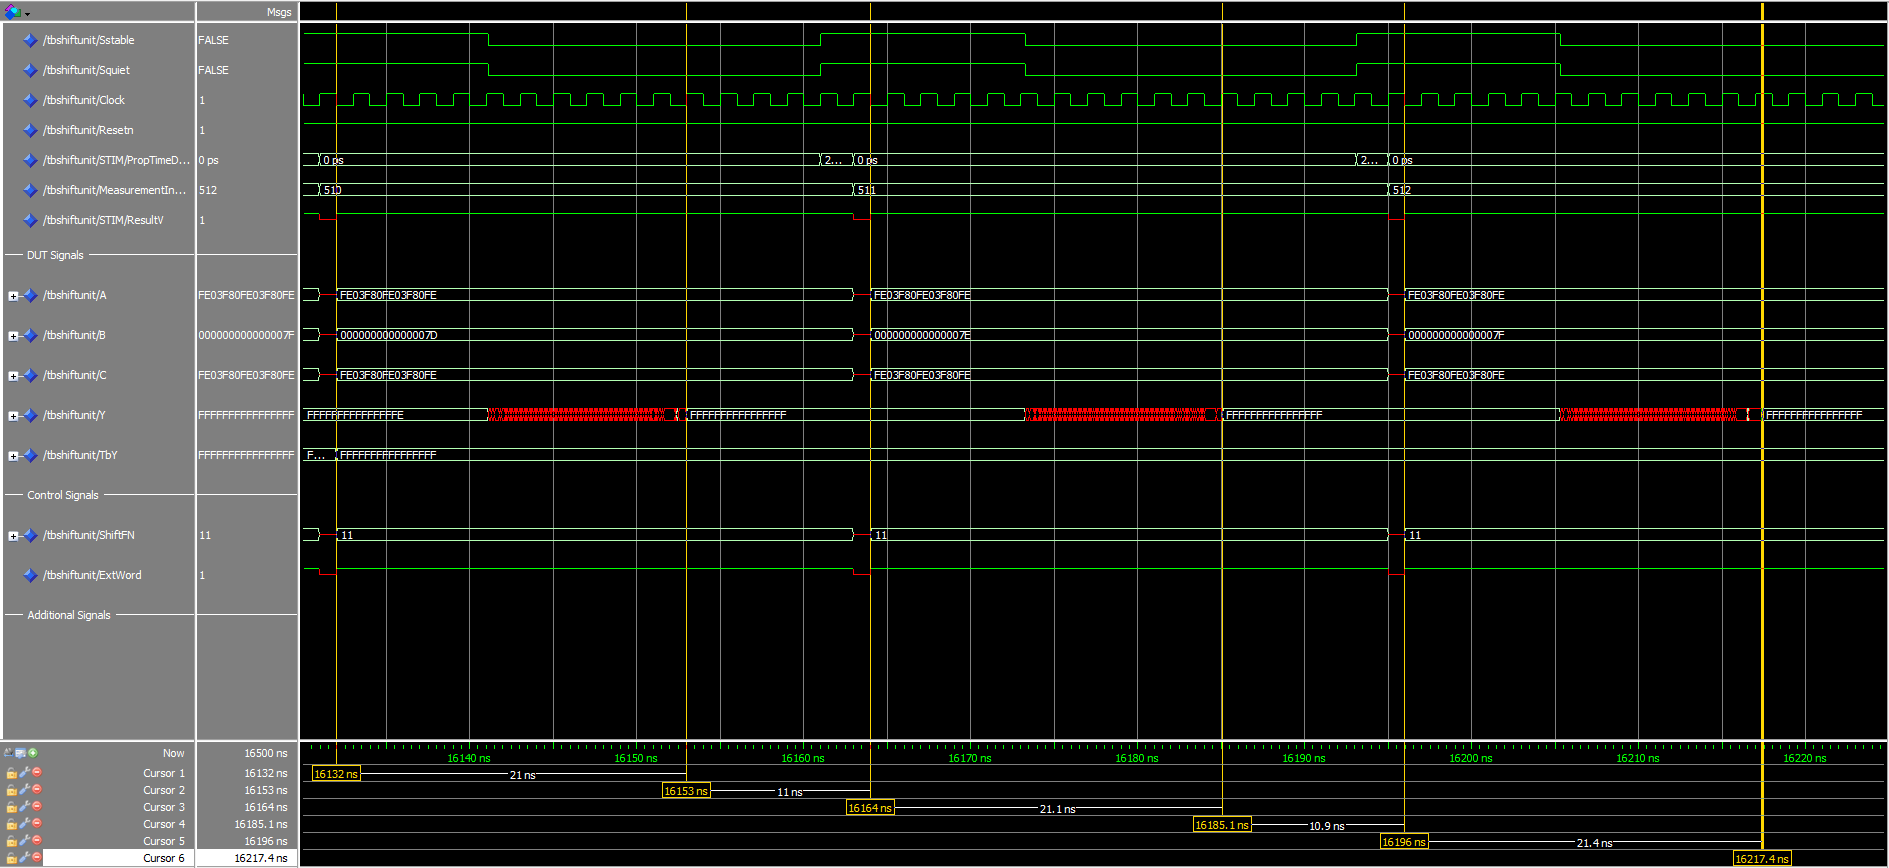 Msgs
/tbshiftunit/Sstable FALSE
/tbshiftunit/Squiet FALSE
/tbshiftunit/Clock 1
/tbshiftunit/Resetn 1
/tbshiftunit/STIM/PropTimeD... 0 ps 0 ps 2... 0 ps 2... 0 ps
/tbshiftunit/MeasurementIn... 512 510 511 512
/tbshiftunit/STIM/ResultV 1
DUT Signals
/tbshiftunit/A FE03F80FE03F80FE FE03F80FE03F80FE FE03F80FE03F80FE FE03F80FE03F80FE
/tbshiftunit/B 000000000000007F 000000000000007D 000000000000007E 000000000000007F
/tbshiftunit/C FE03F80FE03F80FE FE03F80FE03F80FE FE03F80FE03F80FE FE03F80FE03F80FE
/tbshiftunit/Y FFFFFFFFFFFFFFFF FFFFFFFFFFFFFFFE FFFFFFFFFFFFFFFF FFFFFFFFFFFFFFFF FFFFFFFFFFFFFFFF
/tbshiftunit/TbY FFFFFFFFFFFFFFFF F... FFFFFFFFFFFFFFFF
Control Signals
/tbshiftunit/ShiftFN 11 11 11 11
/tbshiftunit/ExtWord 1
Additional Signals
Now 16500 ns 16140 ns 16150 ns 16160 ns 16170 ns 16180 ns 16190 ns 16200 ns 16210 ns 16220 ns
Cursor 1 16132 ns 16132 ns 21 ns
Cursor 2 16153 ns 16153 ns 11 ns
Cursor 3 16164 ns 16164 ns 21.1 ns
Cursor 4 16185.1 ns 16185.1 ns 10.9 ns
Cursor 5 16196 ns 16196 ns 21.4 ns
Cursor 6 16217.4 ns 16217.4 ns